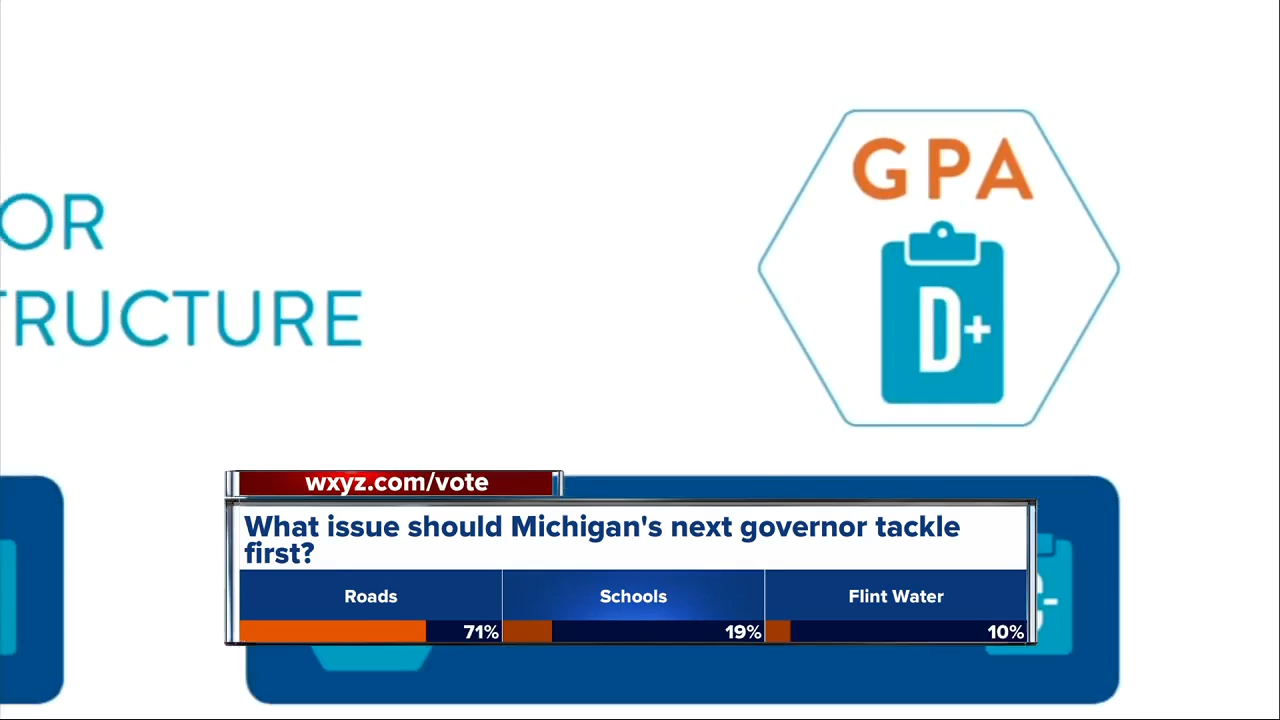 GPA
OR
D+
TRUCTURE
wxyz.com/vote
What issue should Michigan's next governor tackle
first?
Roads Schools Flint Water
71% 19% 10%